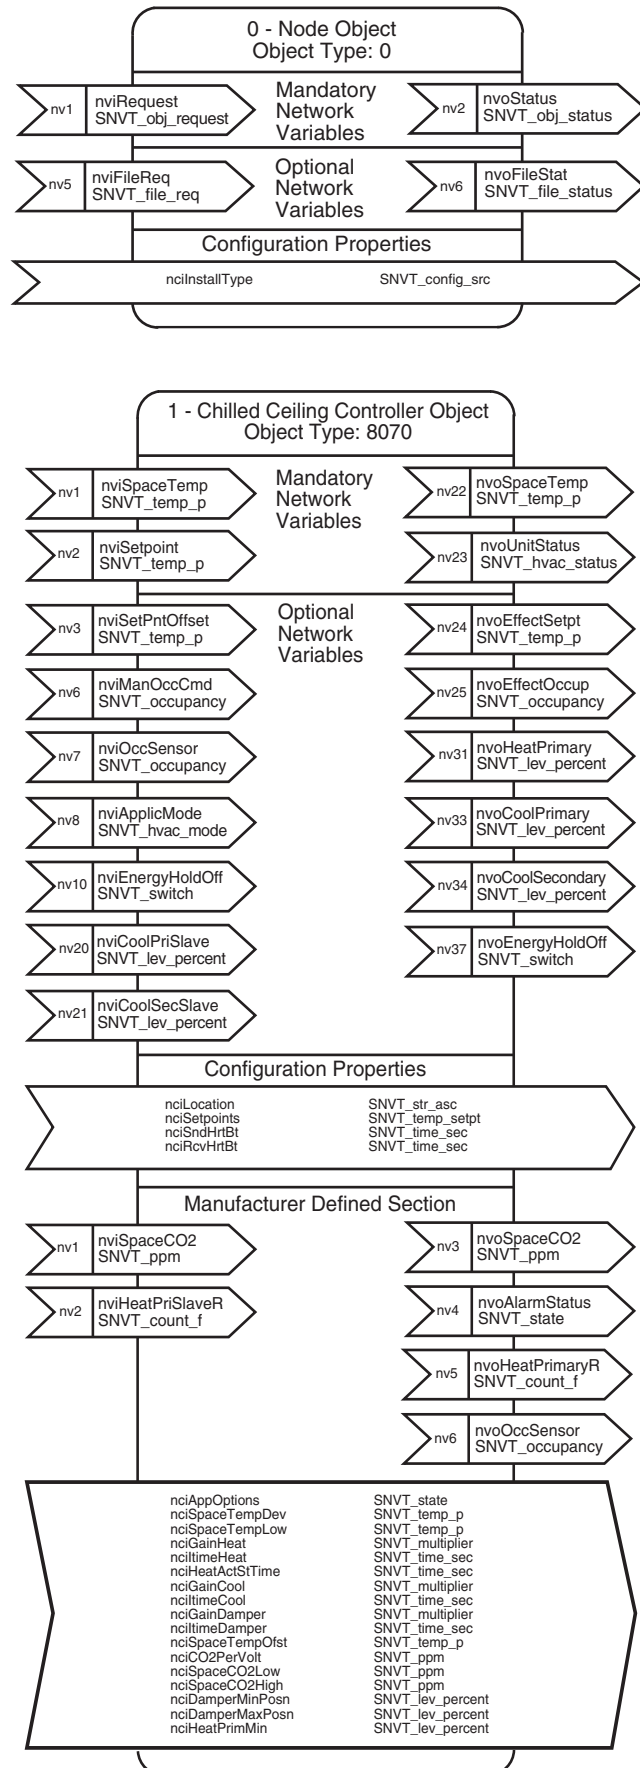 0 - Node Object
Object Type: 0
nv1
nviRequest
SNVT_obj_request
Mandatory
Network
Variables
nv2
nvoStatus
SNVT_obj_status
nv5
nviFileReq
SNVT_file_req
Optional
Network
Variables
nv6
nvoFileStat
SNVT_file_status
Configuration Properties
nciInstallType SNVT_config_src
1 - Chilled Ceiling Controller Object
Object Type: 8070
nv1
nviSpaceTemp
SNVT_temp_p
Mandatory
Network
Variables
nv22
nvoSpaceTemp
SNVT_temp_p
nv2
nviSetpoint
SNVT_temp_p
nv23
nvoUnitStatus
SNVT_hvac_status
nv3
nviSetPntOffset
SNVT_temp_p
Optional
Network
Variables
nv24
nvoEffectSetpt
SNVT_temp_p
nv6
nviManOccCmd
SNVT_occupancy
nv25
nvoEffectOccup
SNVT_occupancy
nv7
nviOccSensor
SNVT_occupancy
nv31
nvoHeatPrimary
SNVT_lev_percent
nv8
nviApplicMode
SNVT_hvac_mode
nv33
nvoCoolPrimary
SNVT_lev_percent
nv10
nviEnergyHoldOff
SNVT_switch
nv34
nvoCoolSecondary
SNVT_lev_percent
nv20
nviCoolPriSlave
SNVT_lev_percent
nv37
nvoEnergyHoldOff
SNVT_switch
nv21
nviCoolSecSlave
SNVT_lev_percent
Configuration Properties
nciLocation SNVT_str_asc
nciSetpoints SNVT_temp_setpt
nciSndHrtBt SNVT_time_sec
nciRcvHrtBt SNVT_time_sec
Manufacturer Defined Section
nv1
nviSpaceCO2
SNVT_ppm
nv3
nvoSpaceCO2
SNVT_ppm
nv2
nviHeatPriSlaveR
SNVT_count_f
nv4
nvoAlarmStatus
SNVT_state
nv5
nvoHeatPrimaryR
SNVT_count_f
nv6
nvoOccSensor
SNVT_occupancy
nciAppOptions SNVT_state
nciSpaceTempDev SNVT_temp_p
nciSpaceTempLow SNVT_temp_p
nciGainHeat SNVT_multiplier
nciItimeHeat SNVT_time_sec
nciHeatActStTime SNVT_time_sec
nciGainCool SNVT_multiplier
nciItimeCool SNVT_time_sec
nciGainDamper SNVT_multiplier
nciItimeDamper SNVT_time_sec
nciSpaceTempOfst SNVT_temp_p
nciCO2PerVolt SNVT_ppm
nciSpaceCO2Low SNVT_ppm
nciSpaceCO2High SNVT_ppm
nciDamperMinPosn SNVT_lev_percent
nciDamperMaxPosn SNVT_lev_percent
nciHeatPrimMin SNVT_lev_percent